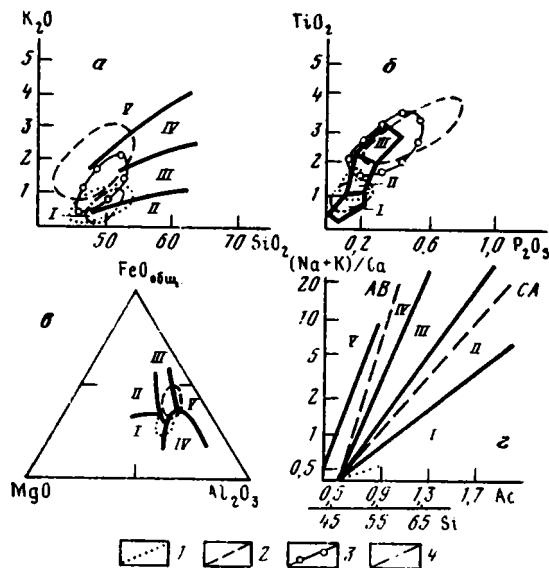 K₂O
а
5
4
3
2
1
V
IV
III
II
I
50
60
70 SiO₂
TiO₂
б
5
4
3
2
1
III
II
I
0,2
0,6
1,0 P₂O₃
FeOобщ.
в
III
II
V
I
IV
MgO
Al₂O₃
(Na+K)/Ca
20
10
5
2
1
0,5
AB
CA
V
IV
III
II
I
г
0,5 0,9 1,3 1,7 Ac
45 55 65 Si
1 2 3 4